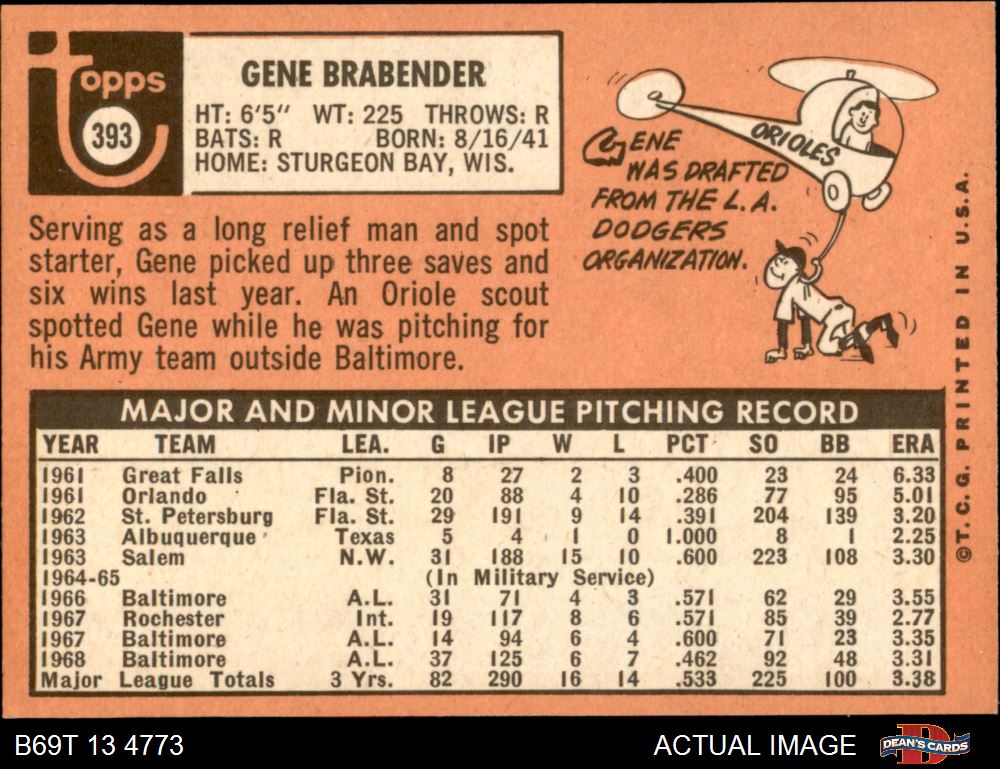 Topps
393
GENE BRABENDER
HT: 6'5" WT: 225 THROWS: R
BATS: R BORN: 8/16/41
HOME: STURGEON BAY, WIS.
Serving as a long relief man and spot
starter, Gene picked up three saves and
six wins last year. An Oriole scout
spotted Gene while he was pitching for
his Army team outside Baltimore.
ORIOLES
GENE
WAS DRAFTED
FROM THE L.A.
DODGERS
ORGANIZATION.
MAJOR AND MINOR LEAGUE PITCHING RECORD
YEAR TEAM LEA. G IP W L PCT SO BB ERA
1961 Great Falls Pion. 8 27 2 3 .400 23 24 6.33
1961 Orlando Fla. St. 20 88 4 10 .286 77 95 5.01
1962 St. Petersburg Fla. St. 29 191 9 14 .391 204 139 3.20
1963 Albuquerque Texas 5 4 1 0 1.000 8 1 2.25
1963 Salem N.W. 31 188 15 10 .600 223 108 3.30
1964-65 (In Military Service)
1966 Baltimore A.L. 31 71 4 3 .571 62 29 3.55
1967 Rochester Int. 19 117 8 6 .571 85 39 2.77
1967 Baltimore A.L. 14 94 6 4 .600 71 23 3.35
1968 Baltimore A.L. 37 125 6 7 .462 92 48 3.31
Major League Totals 3 Yrs. 82 290 16 14 .533 225 100 3.38
©T.C.G. PRINTED IN U.S.A.
B69T 13 4773
ACTUAL IMAGE
DEAN'S CARDS